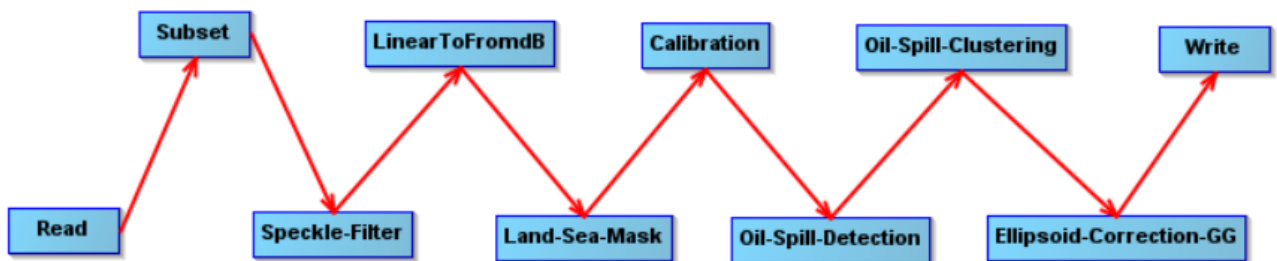 Read
Subset
Speckle-Filter
LinearToFromdB
Land-Sea-Mask
Calibration
Oil-Spill-Detection
Oil-Spill-Clustering
Ellipsoid-Correction-GG
Write